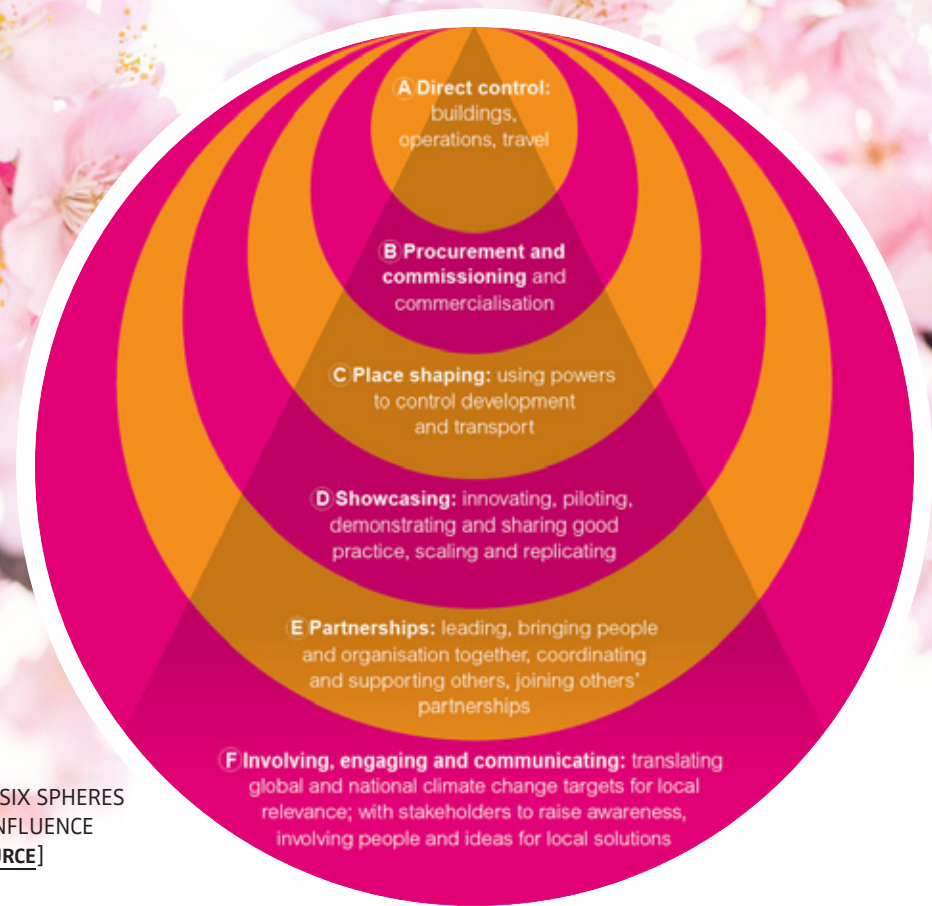 A Direct control:
buildings,
operations, travel
B Procurement and
commissioning and
commercialisation
C Place shaping: using powers
to control development
and transport
D Showcasing: innovating, piloting,
demonstrating and sharing good
practice, scaling and replicating
E Partnerships: leading, bringing people
and organisation together, coordinating
and supporting others, joining others'
partnerships
F Involving, engaging and communicating: translating
global and national climate change targets for local
relevance; with stakeholders to raise awareness,
involving people and ideas for local solutions
SIX SPHERES
NFLUENCE
URCE]